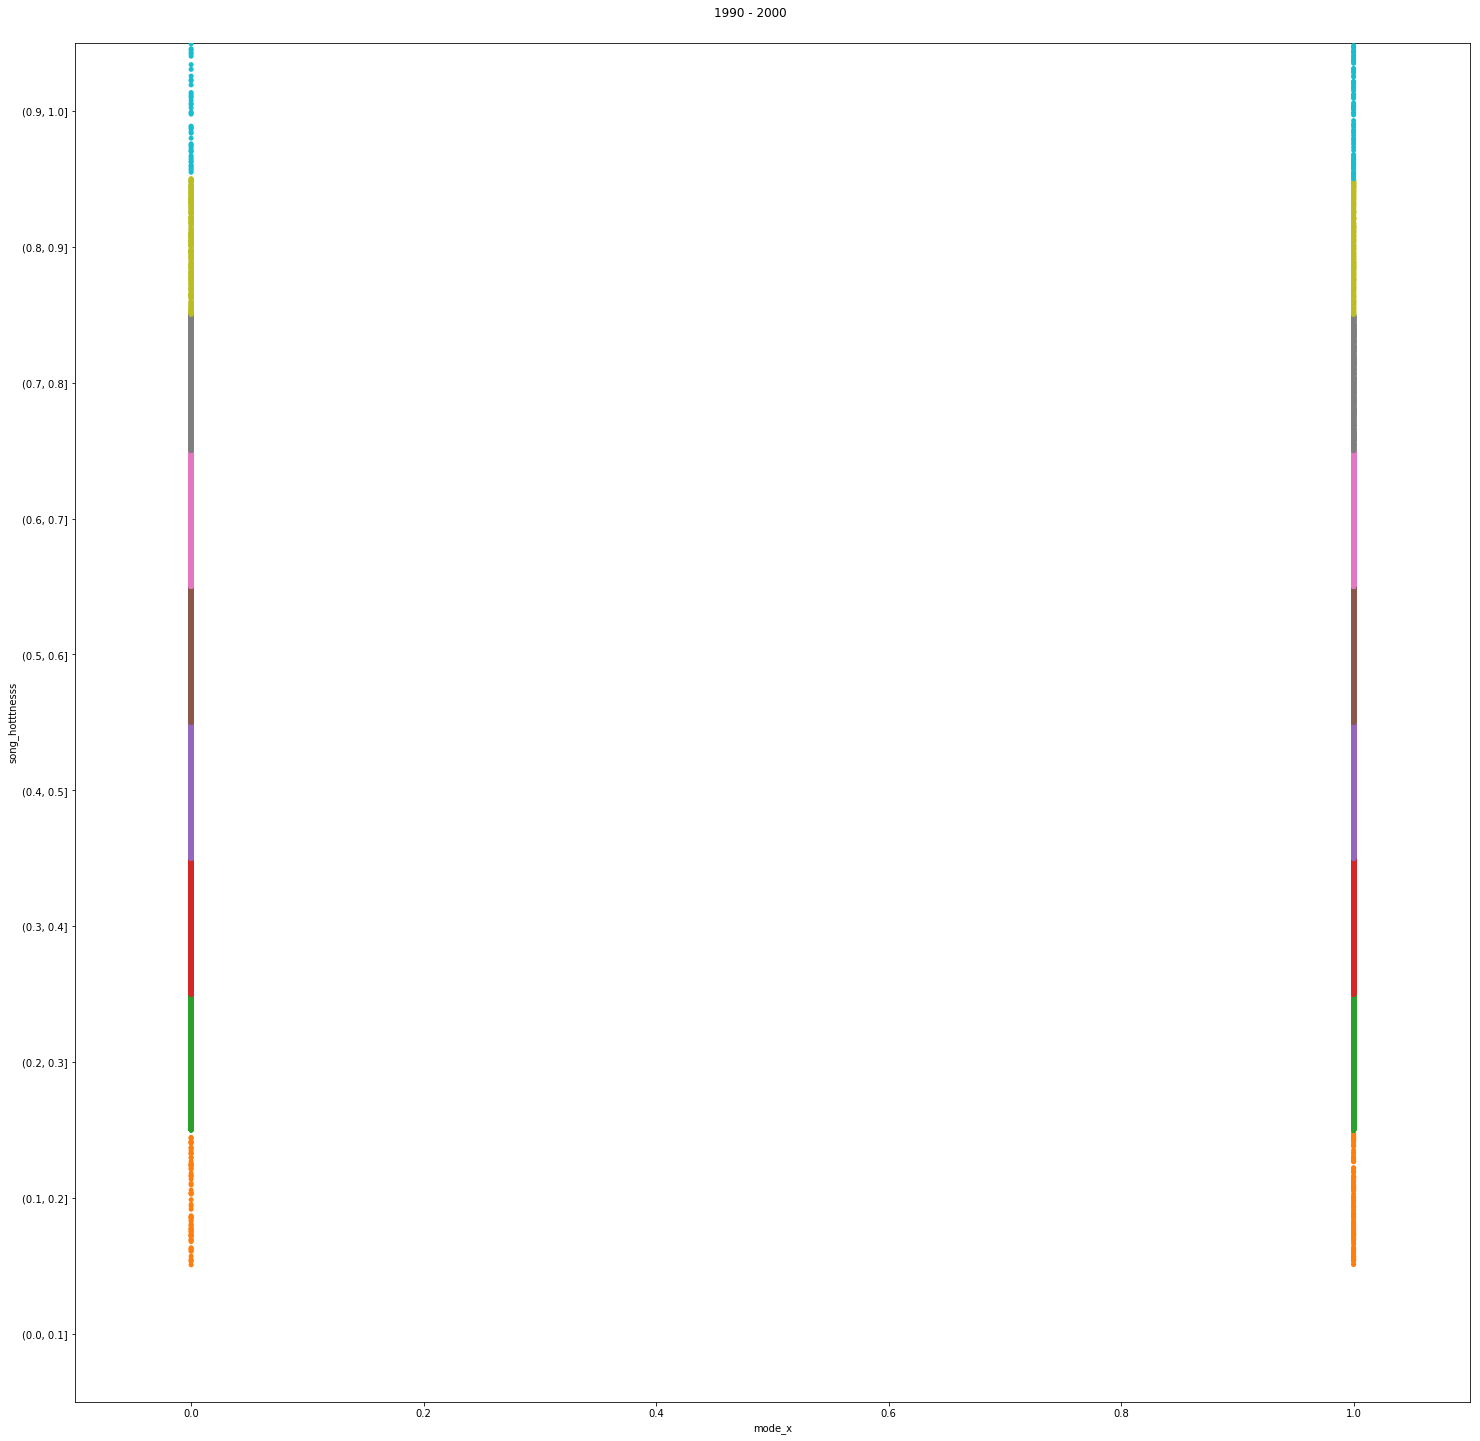 1990 - 2000
(0.9, 1.0]
(0.8, 0.9]
(0.7, 0.8]
(0.6, 0.7]
(0.5, 0.6]
(0.4, 0.5]
(0.3, 0.4]
(0.2, 0.3]
(0.1, 0.2]
(0.0, 0.1]
song_hotttnesss
0.0 0.2 0.4 0.6 0.8 1.0
mode_x